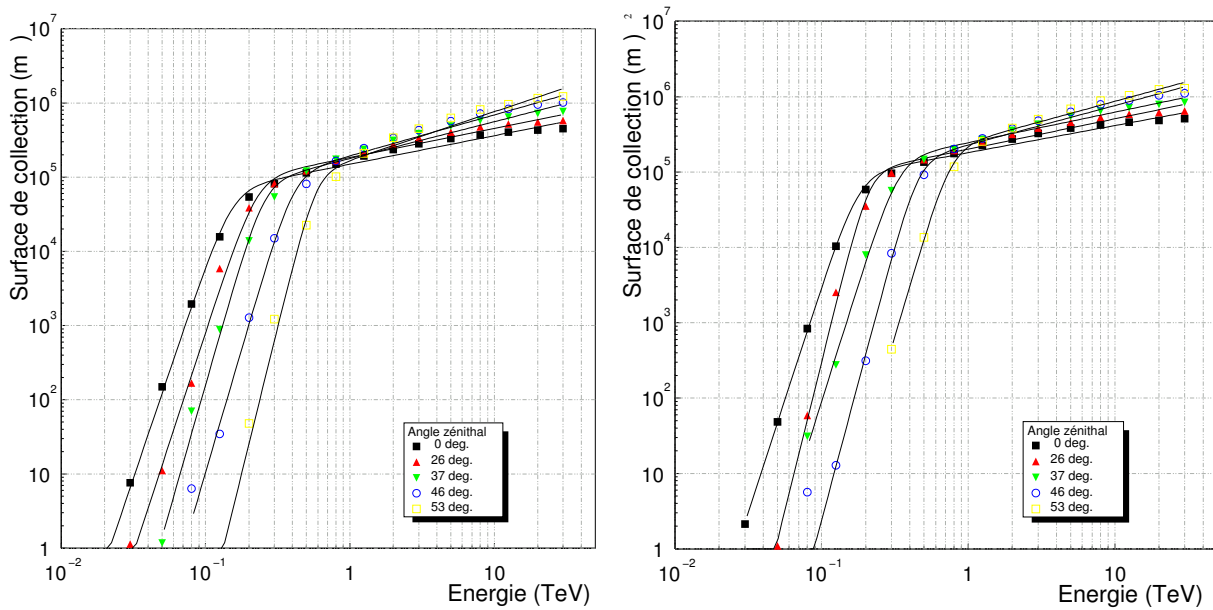 Surface de collection (m
10^7
10^6
10^5
10^4
10^3
10^2
10
1
10^-2
10^-1
1
10
Energie (TeV)
Angle zénithal
0 deg.
26 deg.
37 deg.
46 deg.
53 deg.
Surface de collection (m ) 2
10^7
10^6
10^5
10^4
10^3
10^2
10
1
10^-2
10^-1
1
10
Energie (TeV)
Angle zénithal
0 deg.
26 deg.
37 deg.
46 deg.
53 deg.